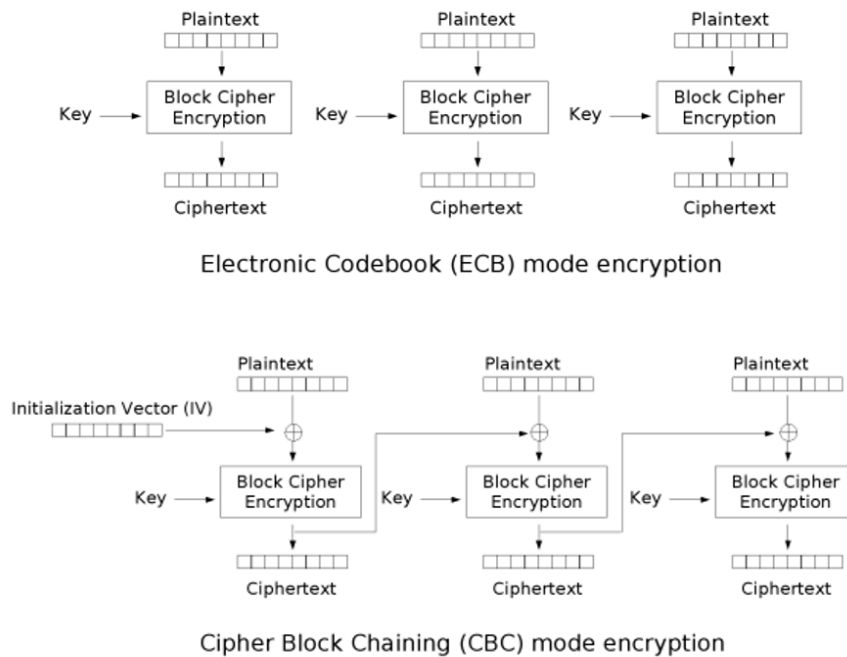 Plaintext
Plaintext
Plaintext
Key
Block Cipher
Encryption
Key
Block Cipher
Encryption
Key
Block Cipher
Encryption
Ciphertext
Ciphertext
Ciphertext
Electronic Codebook (ECB) mode encryption
Plaintext
Plaintext
Plaintext
Initialization Vector (IV)
Key
Block Cipher
Encryption
Key
Block Cipher
Encryption
Key
Block Cipher
Encryption
Ciphertext
Ciphertext
Ciphertext
Cipher Block Chaining (CBC) mode encryption